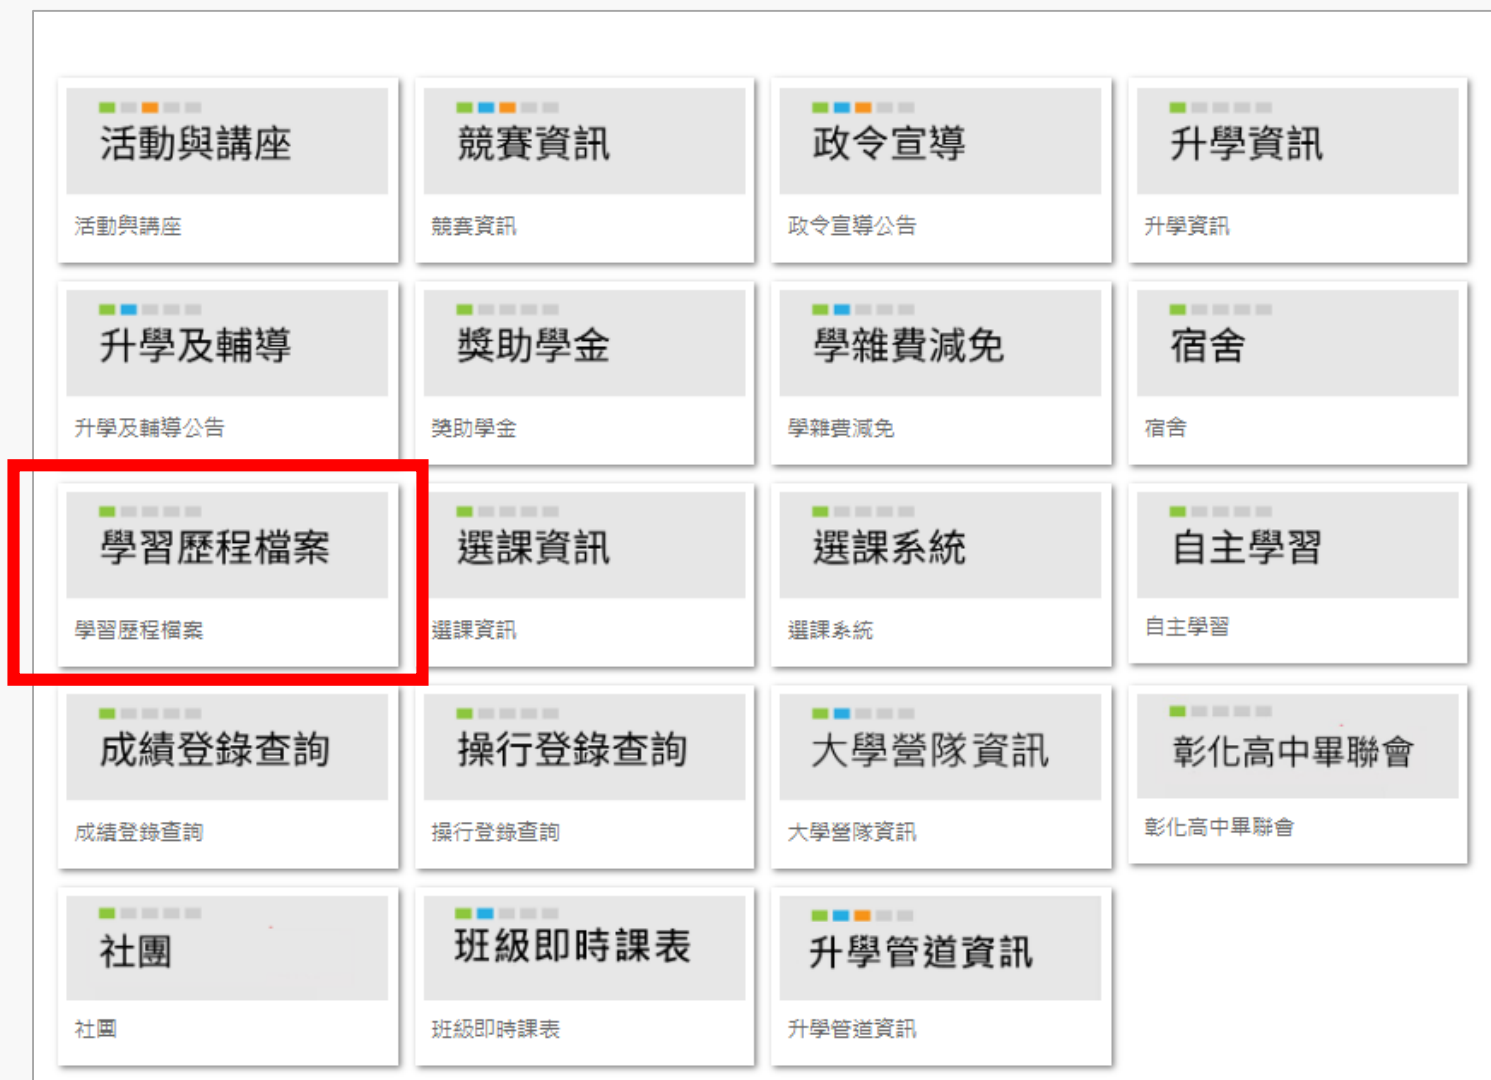 活動與講座
活動與講座
競賽資訊
競賽資訊
政令宣導
政令宣導公告
升學資訊
升學資訊
升學及輔導
升學及輔導公告
獎助學金
獎助學金
學雜費減免
學雜費減免
宿舍
宿舍
學習歷程檔案
學習歷程檔案
選課資訊
選課資訊
選課系統
選課系統
自主學習
自主學習
成績登錄查詢
成績登錄查詢
操行登錄查詢
操行登錄查詢
大學營隊資訊
大學營隊資訊
彰化高中畢聯會
彰化高中畢聯會
社團
社團
班級即時課表
班級即時課表
升學管道資訊
升學管道資訊